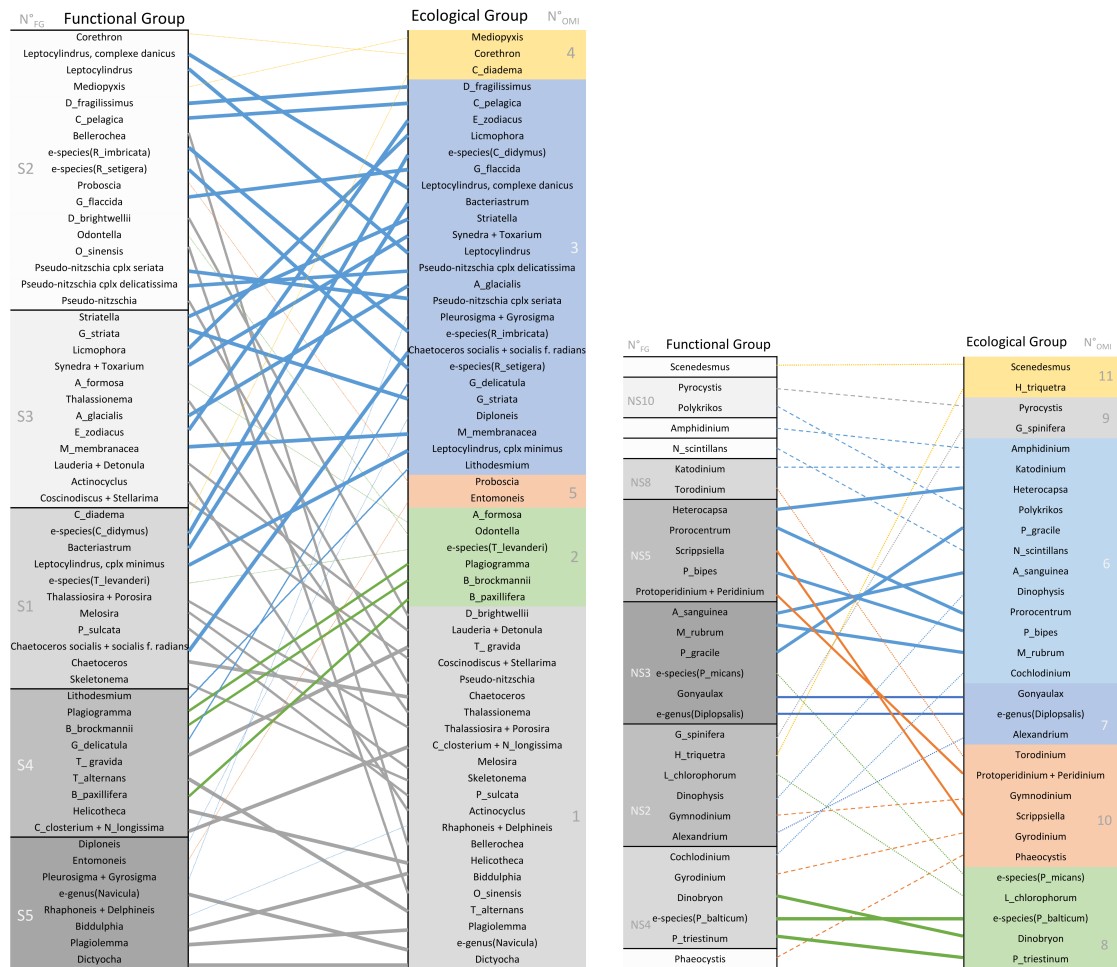 N°FG Functional Group
Corethron
Leptocylindrus, complexe danicus
Leptocylindrus
Mediopyxis
D_fragilissimus
C_pelagica
Bellerochea
e-species(R_imbricata)
S2
e-species(R_setigera)
Proboscia
G_flaccida
D_brightwellii
Odontella
O_sinensis
Pseudo-nitzschia cplx seriata
Pseudo-nitzschia cplx delicatissima
Pseudo-nitzschia
Striatella
G_striata
Licmophora
Synedra + Toxarium
A_formosa
Thalassionema
S3
A_glacialis
E_zodiacus
M_membranacea
Lauderia + Detonula
Actinocyclus
Coscinodiscus + Stellarima
C_diadema
e-species(C_didymus)
Bacteriastrum
Leptocylindrus, cplx minimus
e-species(T_levanderi)
Thalassiosira + Porosira
S1
Melosira
P_sulcata
Chaetoceros socialis + socialis f. radians
Chaetoceros
Skeletonema
Lithodesmium
Plagiogramma
B_brockmannii
G_delicatula
S4
T_ gravida
T_alternans
B_paxillifera
Helicotheca
C_closterium + N_longissima
Diploneis
Entomoneis
Pleurosigma + Gyrosigma
e-genus(Navicula)
S5
Rhaphoneis + Delphineis
Biddulphia
Plagiolemma
Dictyocha
Ecological Group N°OMI
Mediopyxis
Corethron
4
C_diadema
D_fragilissimus
C_pelagica
E_zodiacus
Licmophora
e-species(C_didymus)
G_flaccida
Leptocylindrus, complexe danicus
Bacteriastrum
Striatella
Synedra + Toxarium
3
Leptocylindrus
Pseudo-nitzschia cplx delicatissima
A_glacialis
Pseudo-nitzschia cplx seriata
Pleurosigma + Gyrosigma
e-species(R_imbricata)
Chaetoceros socialis + socialis f. radians
e-species(R_setigera)
G_delicatula
G_striata
Diploneis
M_membranacea
Leptocylindrus, cplx minimus
Lithodesmium
Proboscia
5
Entomoneis
A_formosa
Odontella
e-species(T_levanderi)
2
Plagiogramma
B_brockmannii
B_paxillifera
D_brightwellii
Lauderia + Detonula
T_ gravida
Coscinodiscus + Stellarima
Pseudo-nitzschia
Chaetoceros
Thalassionema
Thalassiosira + Porosira
C_closterium + N_longissima
Melosira
Skeletonema
P_sulcata
Actinocyclus
1
Rhaphoneis + Delphineis
Bellerochea
Helicotheca
Biddulphia
O_sinensis
T_alternans
Plagiolemma
e-genus(Navicula)
Dictyocha
N°FG Functional Group
Scenedesmus
Pyrocystis
NS10
Polykrikos
Amphidinium
N_scintillans
Katodinium
NS8
Torodinium
Heterocapsa
Prorocentrum
NS5
Scrippsiella
P_bipes
Protoperidinium + Peridinium
A_sanguinea
M_rubrum
P_gracile
NS3
e-species(P_micans)
Gonyaulax
e-genus(Diplopsalis)
G_spinifera
H_triquetra
L_chlorophorum
Dinophysis
NS2
Gymnodinium
Alexandrium
Cochlodinium
Gyrodinium
Dinobryon
e-species(P_balticum)
NS4
P_triestinum
Phaeocystis
Ecological Group N°OMI
Scenedesmus
11
H_triquetra
Pyrocystis
9
G_spinifera
Amphidinium
Katodinium
Heterocapsa
Polykrikos
P_gracile
N_scintillans
6
A_sanguinea
Dinophysis
Prorocentrum
P_bipes
M_rubrum
Cochlodinium
Gonyaulax
7
e-genus(Diplopsalis)
Alexandrium
Torodinium
Protoperidinium + Peridinium
Gymnodinium
10
Scrippsiella
Gyrodinium
Phaeocystis
e-species(P_micans)
L_chlorophorum
e-species(P_balticum)
Dinobryon
8
P_triestinum